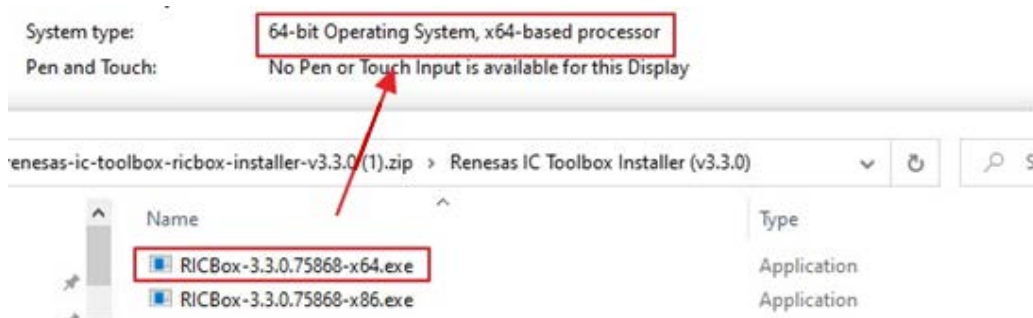 System type: 64-bit Operating System, x64-based processor
Pen and Touch: No Pen or Touch Input is available for this Display
renesas-ic-toolbox-ricbox-installer-v3.3.0 (1).zip > Renesas IC Toolbox Installer (v3.3.0)
Name Type
RICBox-3.3.0.75868-x64.exe Application
RICBox-3.3.0.75868-x86.exe Application